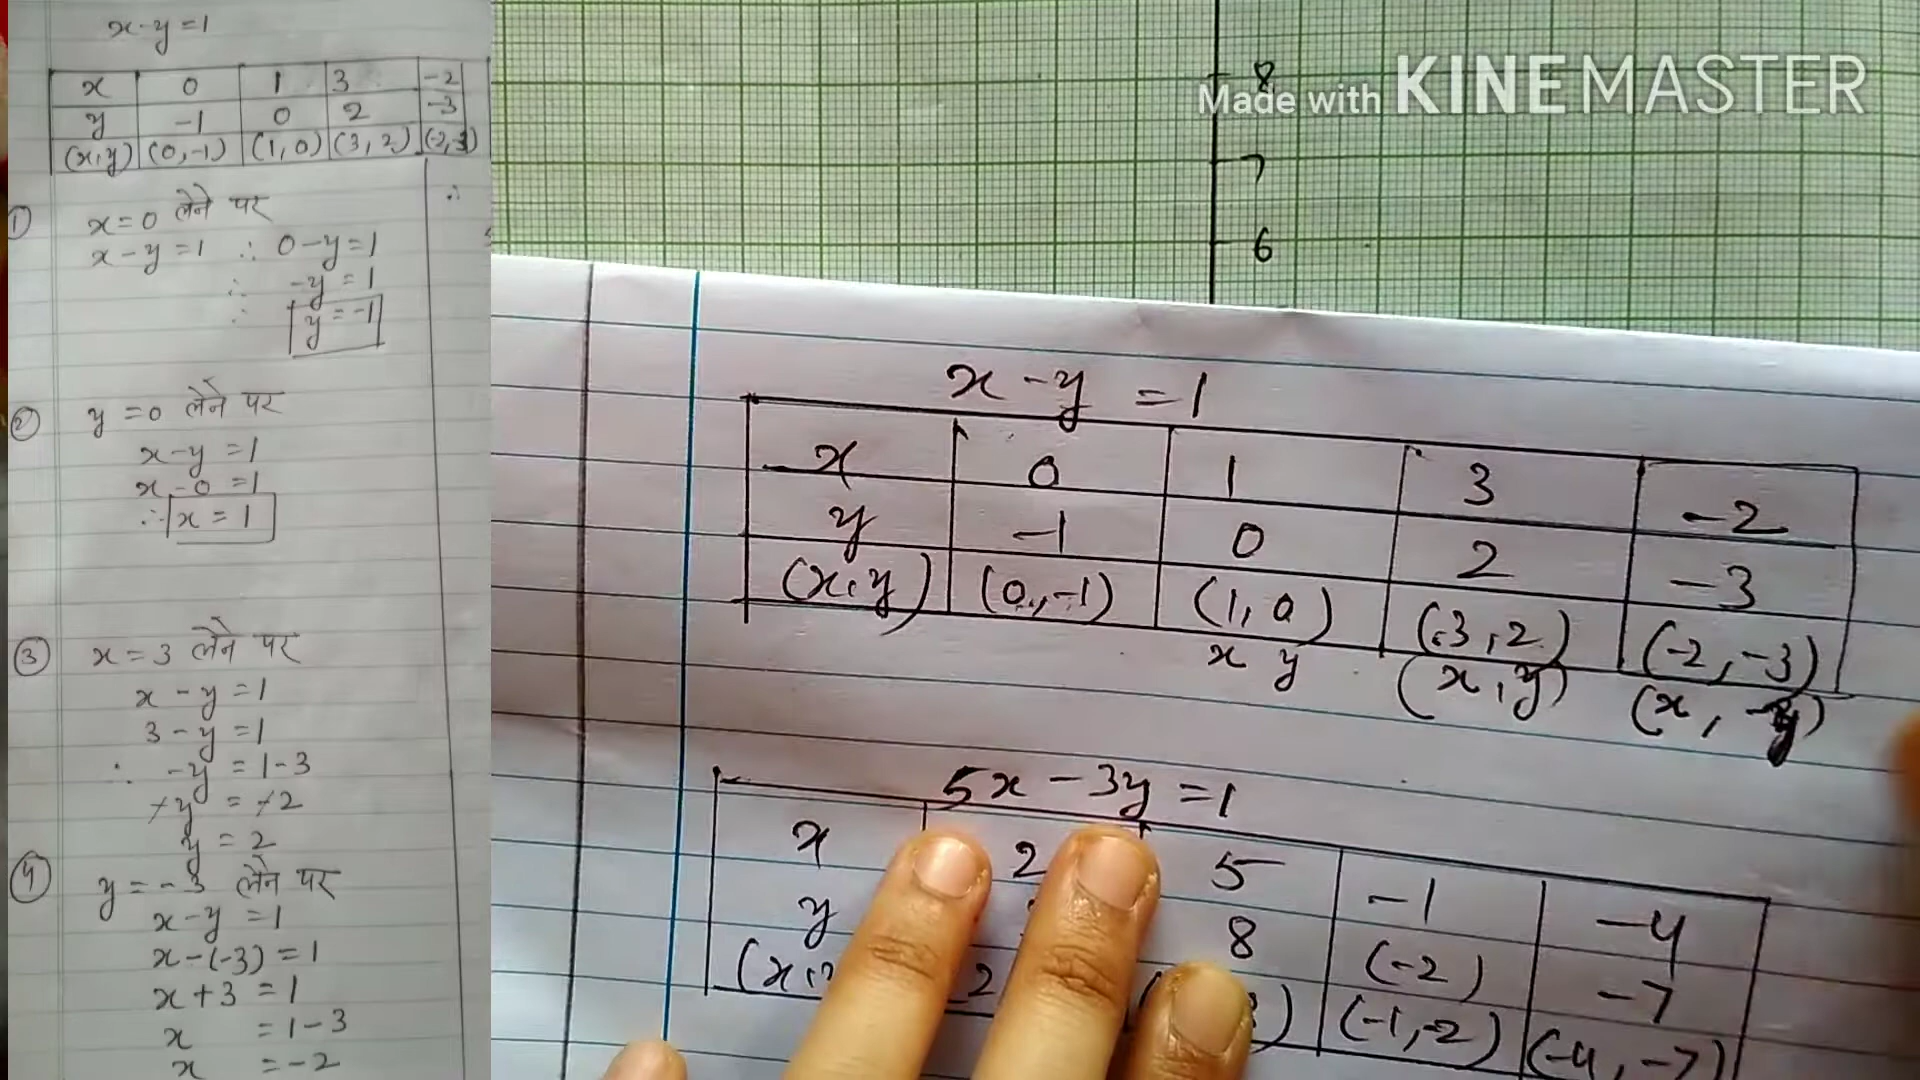 x-y=1
x 0 1 3 -2
y -1 0 2 -3
(x,y) (0,-1) (1,0) (3,2) (-2,-3)
① x=0 लेने पर
x-y=1 ∴ 0-y=1
∴ -y=1
∴ y=-1
② y=0 लेने पर
x-y=1
x-0=1
∴ x=1
③ x=3 लेने पर
x-y=1
3-y=1
∴ -y=1-3
-y=-2
y=2
④ y=-3 लेने पर
x-y=1
x-(-3)=1
x+3=1
x =1-3
x =-2
8
Made with KINEMASTER
7
6
x-y=1
x 0 1 3 -2
y -1 0 2 -3
(x,y) (0,-1) (1,0) (3,2) (-2,-3)
x y (x,y) (x,-y)
5x-3y=1
x 2 5 -1 -4
y 8 (-2) -7
(x, 2 ) (-1,-2) (-4,-7)